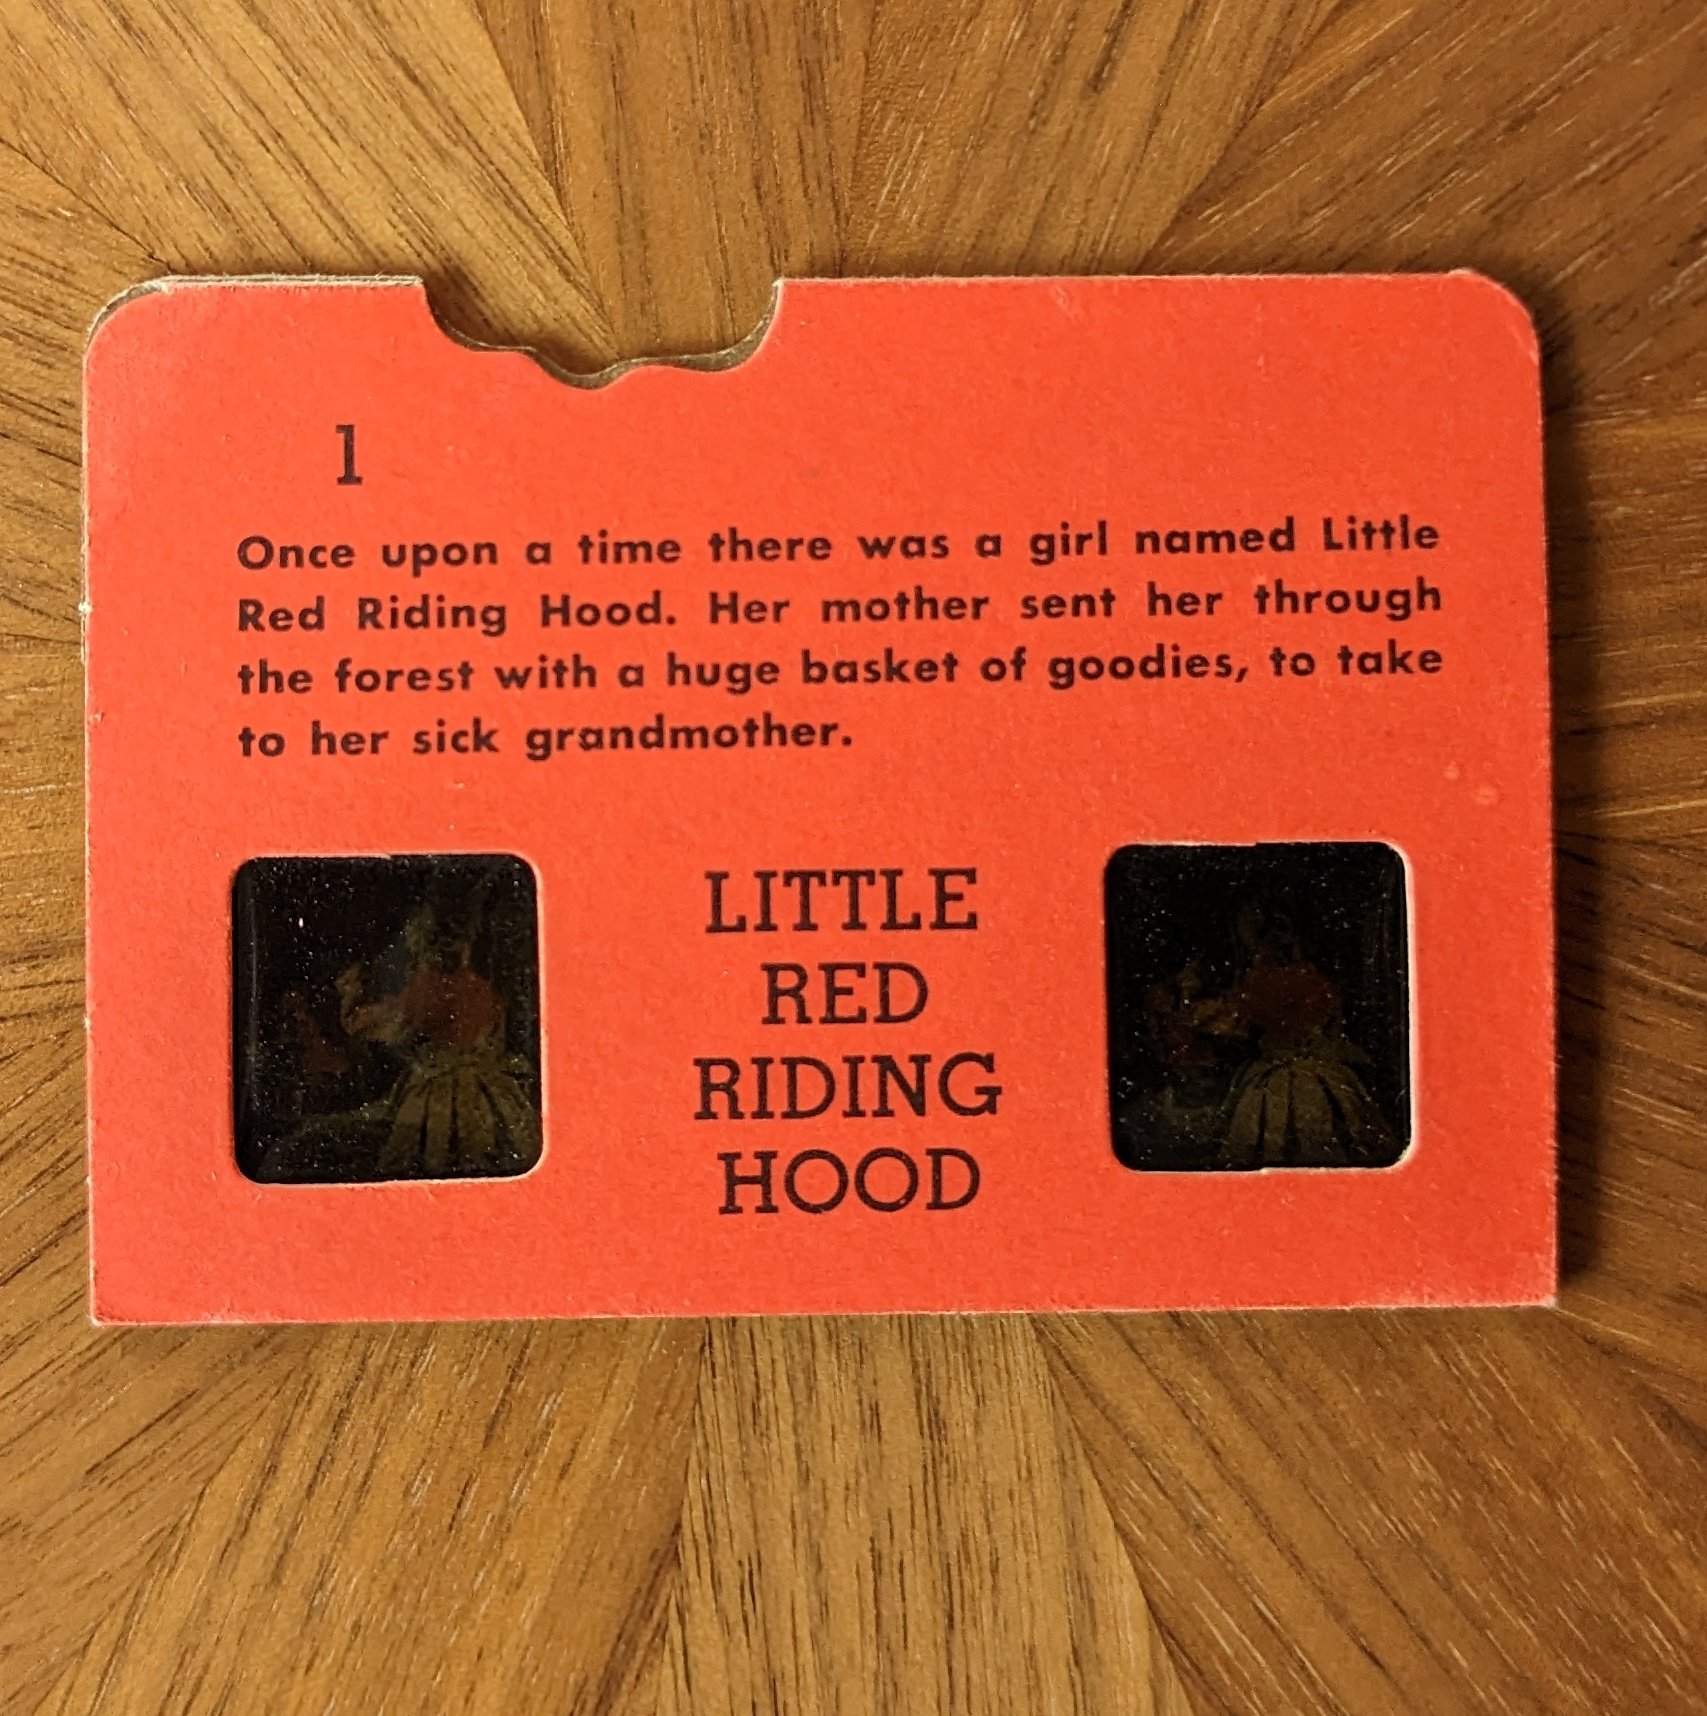 1
Once upon a time there was a girl named Little
Red Riding Hood. Her mother sent her through
the forest with a huge basket of goodies, to take
to her sick grandmother.
LITTLE
RED
RIDING
HOOD